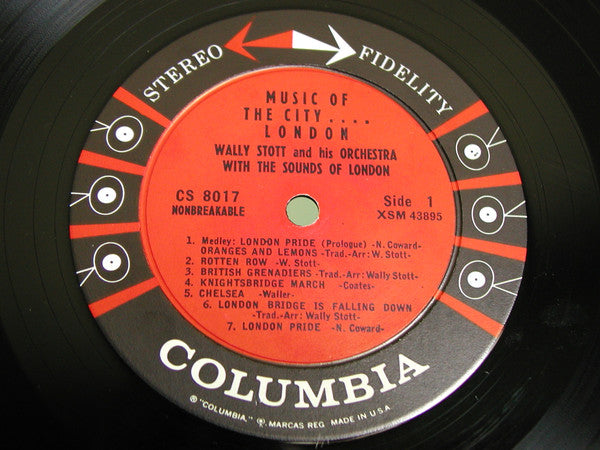 STEREO FIDELITY
MUSIC OF
THE CITY....
LONDON
WALLY STOTT and his ORCHESTRA
WITH THE SOUNDS OF LONDON
CS 8017 Side 1
NONBREAKABLE XSM 43895
1. Medley: LONDON PRIDE (Prologue) -N. Coward-
ORANGES AND LEMONS -Trad.-Arr: W. Stott-
2. ROTTEN ROW -W. Stott-
3. BRITISH GRENADIERS -Trad.-Arr: Wally Stott-
4. KNIGHTSBRIDGE MARCH -Coates-
5. CHELSEA -Waller-
6. LONDON BRIDGE IS FALLING DOWN
-Trad.-Arr: Wally Stott-
7. LONDON PRIDE -N. Coward-
COLUMBIA
® "COLUMBIA," ®, MARCAS REG. MADE IN U.S.A.